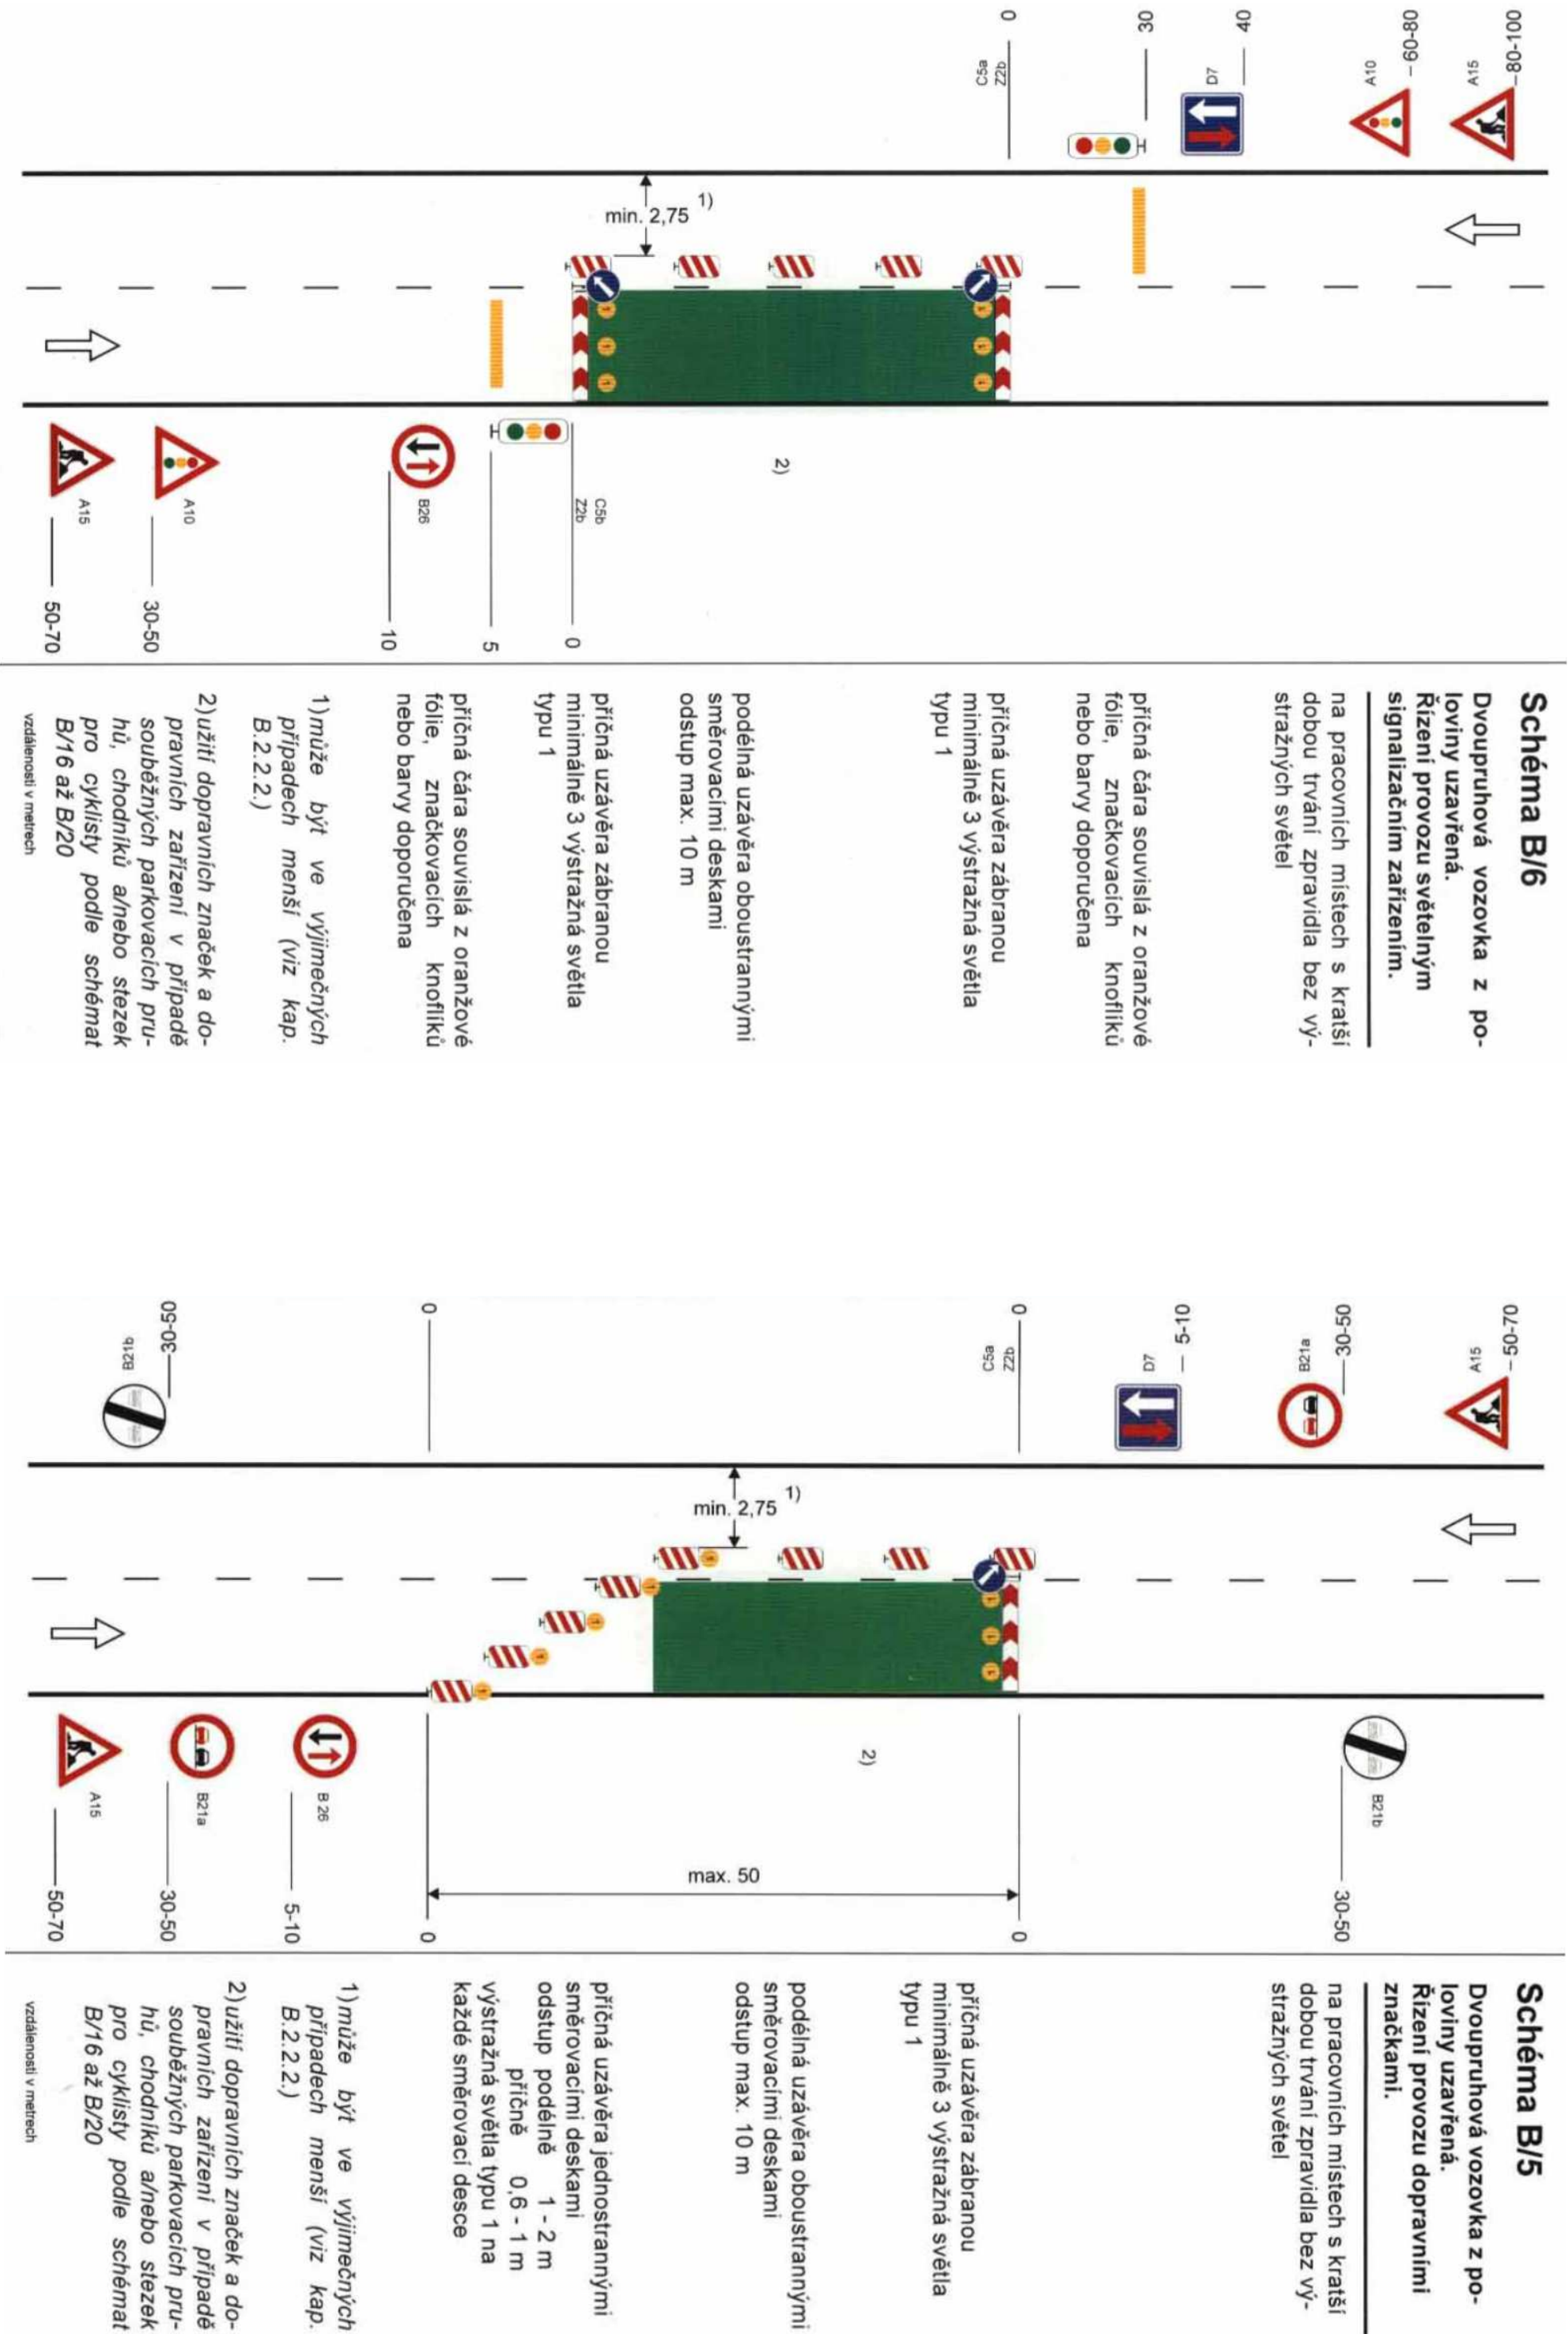 Schéma B/6
Dvoupruhová vozovka z po-
loviny uzavřená.
Řízení provozu světelným
signalizačním zařízením.
na pracovních místech s kratší
dobou trvání zpravidla bez vý-
stražných světel
příčná čára souvislá z oranžové
fólie, značkovacích knoflíků
nebo barvy doporučena
příčná uzávěra zábranou
minimálně 3 výstražná světla
typu 1
podélná uzávěra oboustrannými
směrovacími deskami
odstup max. 10 m
příčná uzávěra zábranou
minimálně 3 výstražná světla
typu 1
příčná čára souvislá z oranžové
fólie, značkovacích knoflíků
nebo barvy doporučena
1)může být ve výjimečných
případech menší (viz kap.
B.2.2.2.)
2)užití dopravních značek a do-
pravních zařízení v případě
souběžných parkovacích pru-
hů, chodníků a/nebo stezek
pro cyklisty podle schémat
B/16 až B/20
vzdálenosti v metrech
80-100
A15
60-80
A10
40
D7
30
0
Z2b
C5a
min. 2,75 1)
2)
C5b
Z2b
0
5
B26
10
A10
30-50
A15
50-70
Schéma B/5
Dvoupruhová vozovka z po-
loviny uzavřená.
Řízení provozu dopravními
značkami.
na pracovních místech s kratší
dobou trvání zpravidla bez vý-
stražných světel
příčná uzávěra zábranou
mimimálně 3 výstražná světla
typu 1
podélná uzávěra oboustrannými
směrovacími deskami
odstup max. 10 m
příčná uzávěra jednostrannými
směrovacími deskami
odstup podélně 1 - 2 m
příčně 0,6 - 1 m
výstražná světla typu 1 na
každé směrovací desce
1)může být ve výjimečných
případech menší (viz kap.
B.2.2.2.)
2)užití dopravních značek a do-
pravních zařízení v případě
souběžných parkovacích pru-
hů, chodníků a/nebo stezek
pro cyklisty podle schémat
B/16 až B/20
vzdálenosti v metrech
50-70
A15
30-50
B21a
5-10
D7
0
Z2b
C5a
min. 2,75 1)
0
30-50
B21b
B21b
30-50
2)
0
max. 50
0
B 26
5-10
B21a
30-50
A15
50-70